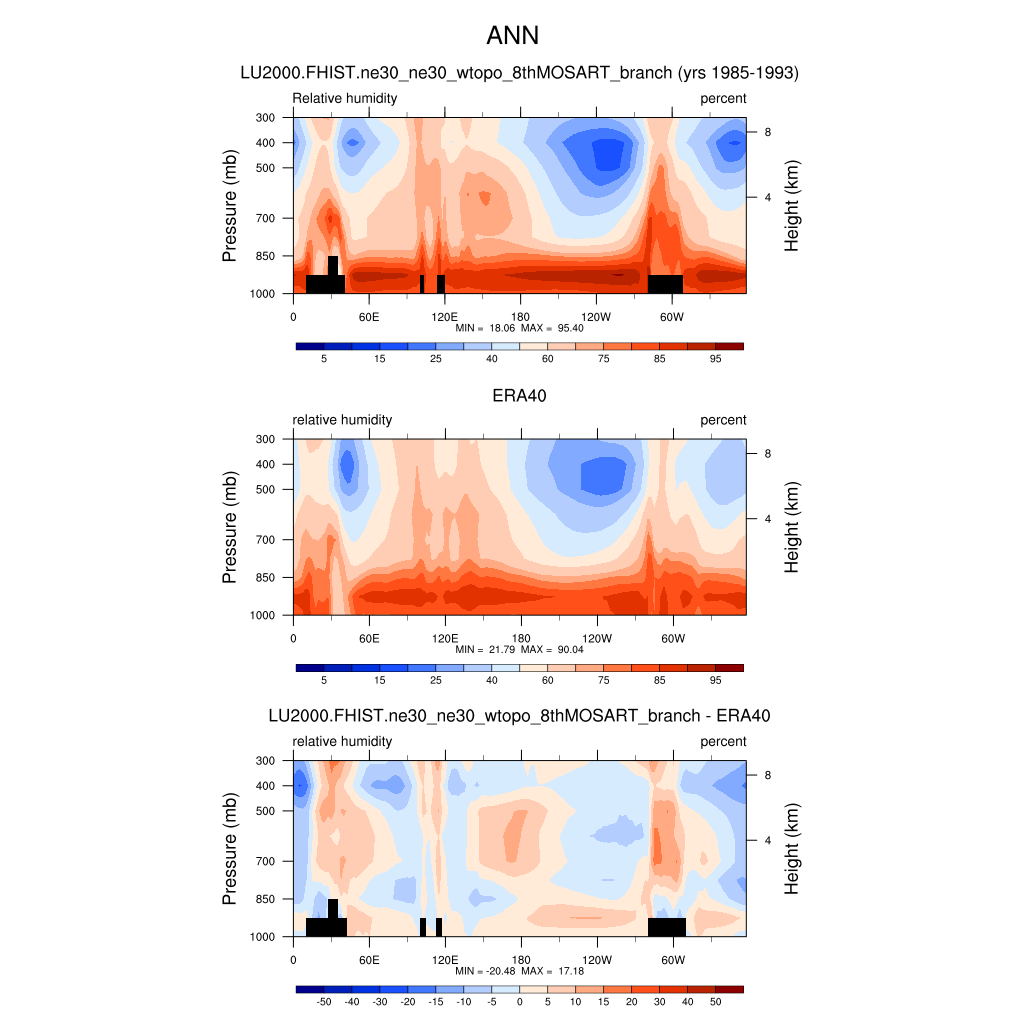 ANN
LU2000.FHIST.ne30_ne30_wtopo_8thMOSART_branch (yrs 1985-1993)
Relative humidity percent
300
400
500
700
850
1000
Pressure (mb)
8
4
Height (km)
0 60E 120E 180 120W 60W
MIN = 18.06 MAX = 95.40
5 15 25 40 60 75 85 95
ERA40
relative humidity percent
300
400
500
700
850
1000
Pressure (mb)
8
4
Height (km)
0 60E 120E 180 120W 60W
MIN = 21.79 MAX = 90.04
5 15 25 40 60 75 85 95
LU2000.FHIST.ne30_ne30_wtopo_8thMOSART_branch - ERA40
relative humidity percent
300
400
500
700
850
1000
Pressure (mb)
8
4
Height (km)
0 60E 120E 180 120W 60W
MIN = -20.48 MAX = 17.18
-50 -40 -30 -20 -15 -10 -5 0 5 10 15 20 30 40 50